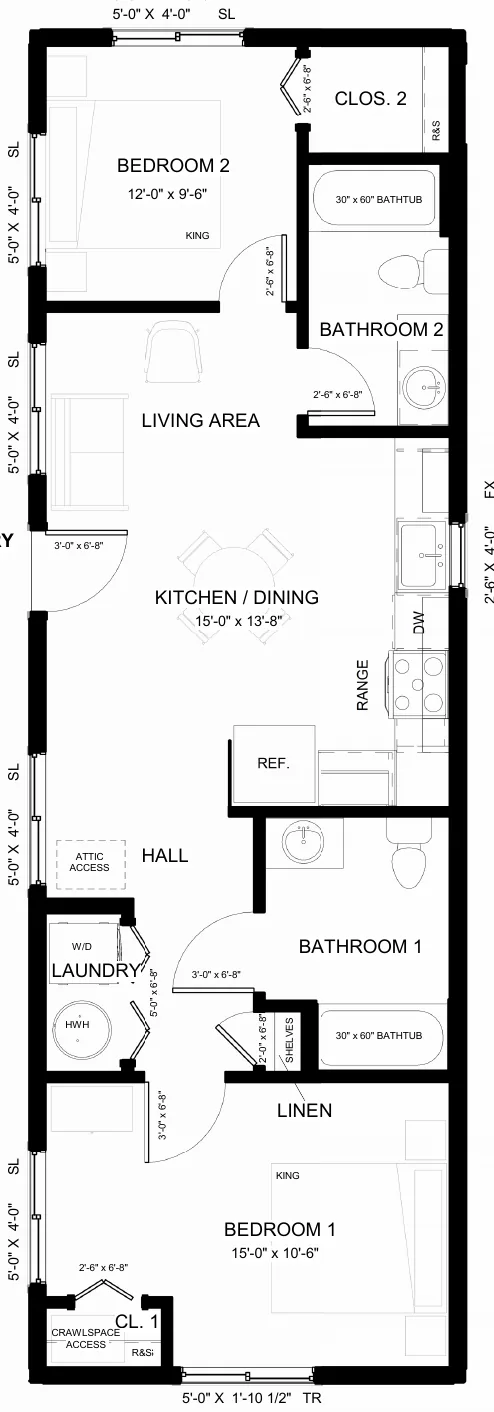 5'-0" X 4'-0" SL
2'-6" x 6'-8"
CLOS. 2
R&S
SL
5'-0" X 4'-0"
BEDROOM 2
12'-0" x 9'-6"
KING
2'-6" x 6'-8"
30" x 60" BATHTUB
BATHROOM 2
2'-6" x 6'-8"
SL
5'-0" X 4'-0"
LIVING AREA
RY
3'-0" x 6'-8"
FX
2'-6" X 4'-0"
KITCHEN / DINING
15'-0" x 13'-8"
DW
RANGE
REF.
SL
5'-0" X 4'-0"
ATTIC
ACCESS
HALL
W/D
LAUNDRY
HWH
5'-0" x 6'-8"
3'-0" x 6'-8"
BATHROOM 1
30" x 60" BATHTUB
2'-0" x 6'-8"
SHELVES
LINEN
3'-0" x 6'-8"
KING
SL
5'-0" X 4'-0"
BEDROOM 1
15'-0" x 10'-6"
2'-6" x 6'-8"
CL. 1
CRAWLSPACE
ACCESS
R&S
5'-0" X 1'-10 1/2" TR